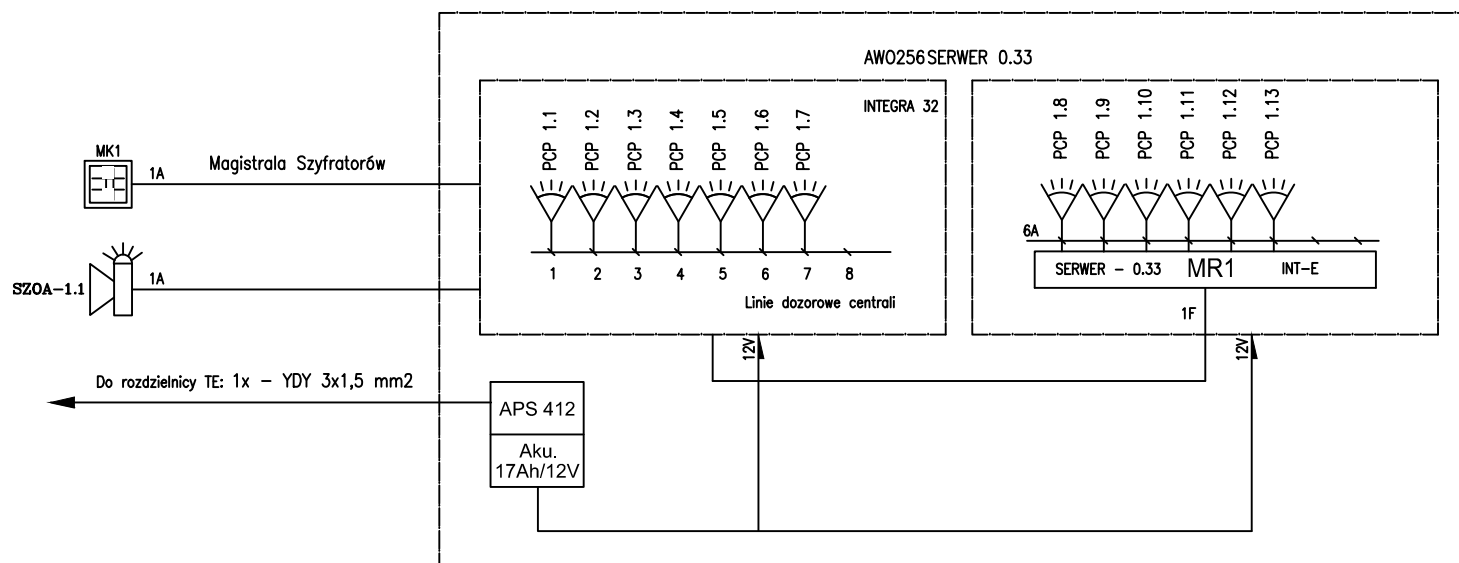 AWO256 SERWER 0.33
INTEGRA 32
PCP 1.1
PCP 1.2
PCP 1.3
PCP 1.4
PCP 1.5
PCP 1.6
PCP 1.7
1 2 3 4 5 6 7 8
Linie dozorowe centrali
PCP 1.8
PCP 1.9
PCP 1.10
PCP 1.11
PCP 1.12
PCP 1.13
6A
SERWER - 0.33 MR1 INT-E
1F
MK1
1A
Magistrala Szyfratorów
SZOA-1.1
1A
12V
12V
Do rozdzielnicy TE: 1x - YDY 3x1,5 mm2
APS 412
Aku.
17Ah/12V